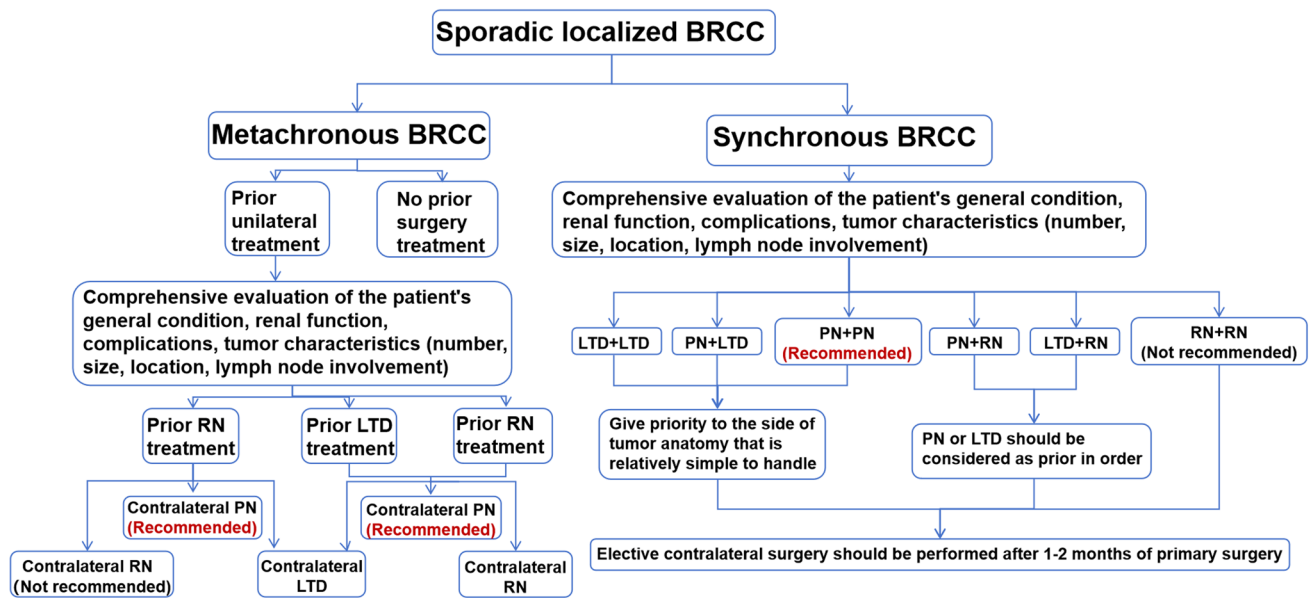 Sporadic localized BRCC
Metachronous BRCC
Synchronous BRCC
Prior
unilateral
treatment
No prior
surgery
treatment
Comprehensive evaluation of the patient's general condition,
renal function, complications, tumor characteristics (number,
size, location, lymph node involvement)
Comprehensive evaluation of the patient's
general condition, renal function,
complications, tumor characteristics (number,
size, location, lymph node involvement)
LTD+LTD
PN+LTD
PN+PN
(Recommended)
PN+RN
LTD+RN
RN+RN
(Not recommended)
Prior RN
treatment
Prior LTD
treatment
Prior RN
treatment
Give priority to the side of
tumor anatomy that is
relatively simple to handle
PN or LTD should be
considered as prior in order
Contralateral PN
(Recommended)
Contralateral PN
(Recommended)
Contralateral RN
(Not recommended)
Contralateral
LTD
Contralateral
RN
Elective contralateral surgery should be performed after 1-2 months of primary surgery